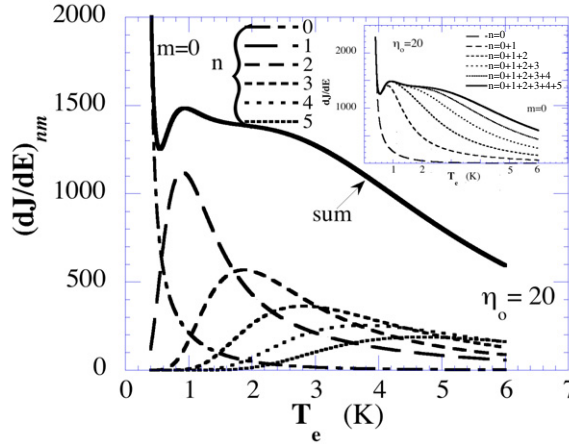 2000
1500
1000
500
0
(dJ/dE)nm
0 1 2 3 4 5 6
Te (K)
m=0
n
0
1
2
3
4
5
sum
ηo = 20
ηo=20
n=0
n=0+1
n=0+1+2
n=0+1+2+3
n=0+1+2+3+4
n=0+1+2+3+4+5
m=0
dJ/dE
2000
1000
0
1 2 3 4 5 6
Te (K)